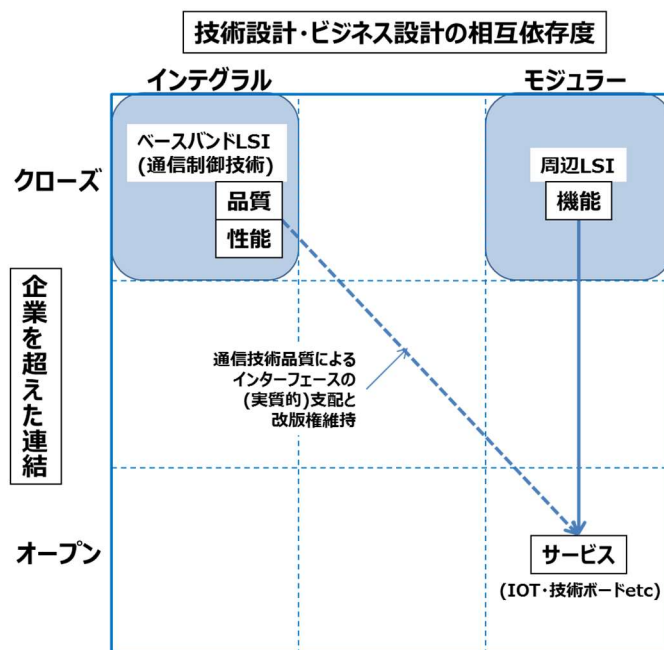 技術設計・ビジネス設計の相互依存度
インテグラル
モジュラー
クローズ
ベースバンドLSI
(通信制御技術)
品質
性能
周辺LSI
機能
企業を超えた連結
通信技術品質による
インターフェースの
(実質的)支配と
改版権維持
オープン
サービス
(IOT・技術ボードetc)